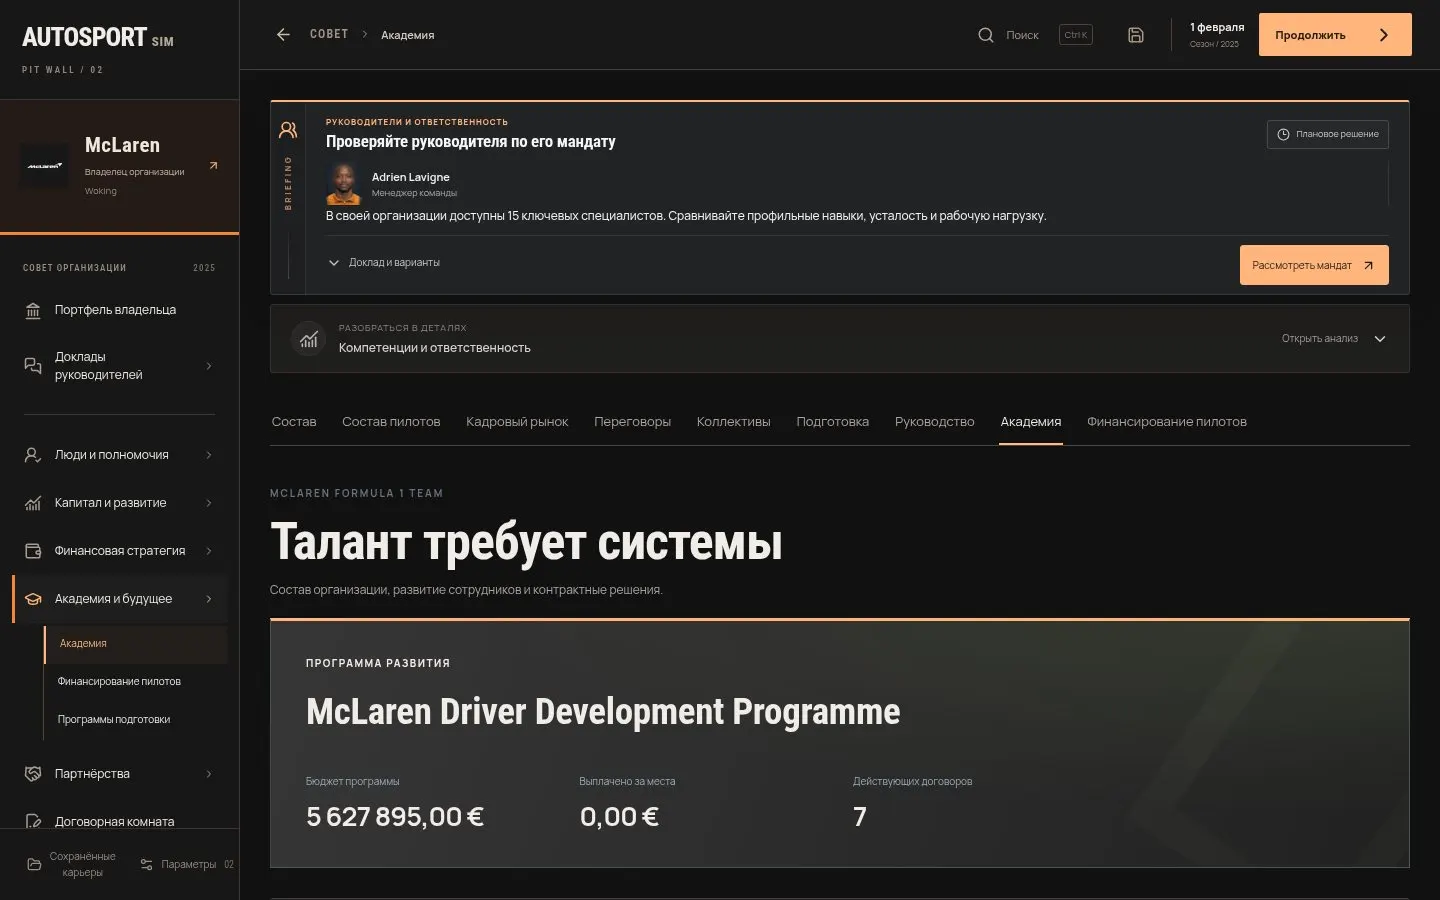 AUTOSPORT SIM
PIT WALL / 02
McLaren
McLaren
Владелец организации
Woking
СОВЕТ ОРГАНИЗАЦИИ
2025
Портфель владельца
Доклады
руководителей
Люди и полномочия
Капитал и развитие
Финансовая стратегия
Академия и будущее
Академия
Финансирование пилотов
Программы подготовки
Партнёрства
Договорная комната
Сохранённые
карьеры
Параметры 02
СОВЕТ
Академия
Поиск
Ctrl K
1 февраля
Сезон / 2025
Продолжить
BRIEFING
РУКОВОДИТЕЛИ И ОТВЕТСТВЕННОСТЬ
Проверяйте руководителя по его мандату
Плановое решение
Adrien Lavigne
Менеджер команды
В своей организации доступны 15 ключевых специалистов. Сравнивайте профильные навыки, усталость и рабочую нагрузку.
Доклад и варианты
Рассмотреть мандат
РАЗОБРАТЬСЯ В ДЕТАЛЯХ
Компетенции и ответственность
Открыть анализ
Состав
Состав пилотов
Кадровый рынок
Переговоры
Коллективы
Подготовка
Руководство
Академия
Финансирование пилотов
MCLAREN FORMULA 1 TEAM
Талант требует системы
Состав организации, развитие сотрудников и контрактные решения.
ПРОГРАММА РАЗВИТИЯ
McLaren Driver Development Programme
Бюджет программы
5 627 895,00 €
Выплачено за места
0,00 €
Действующих договоров
7